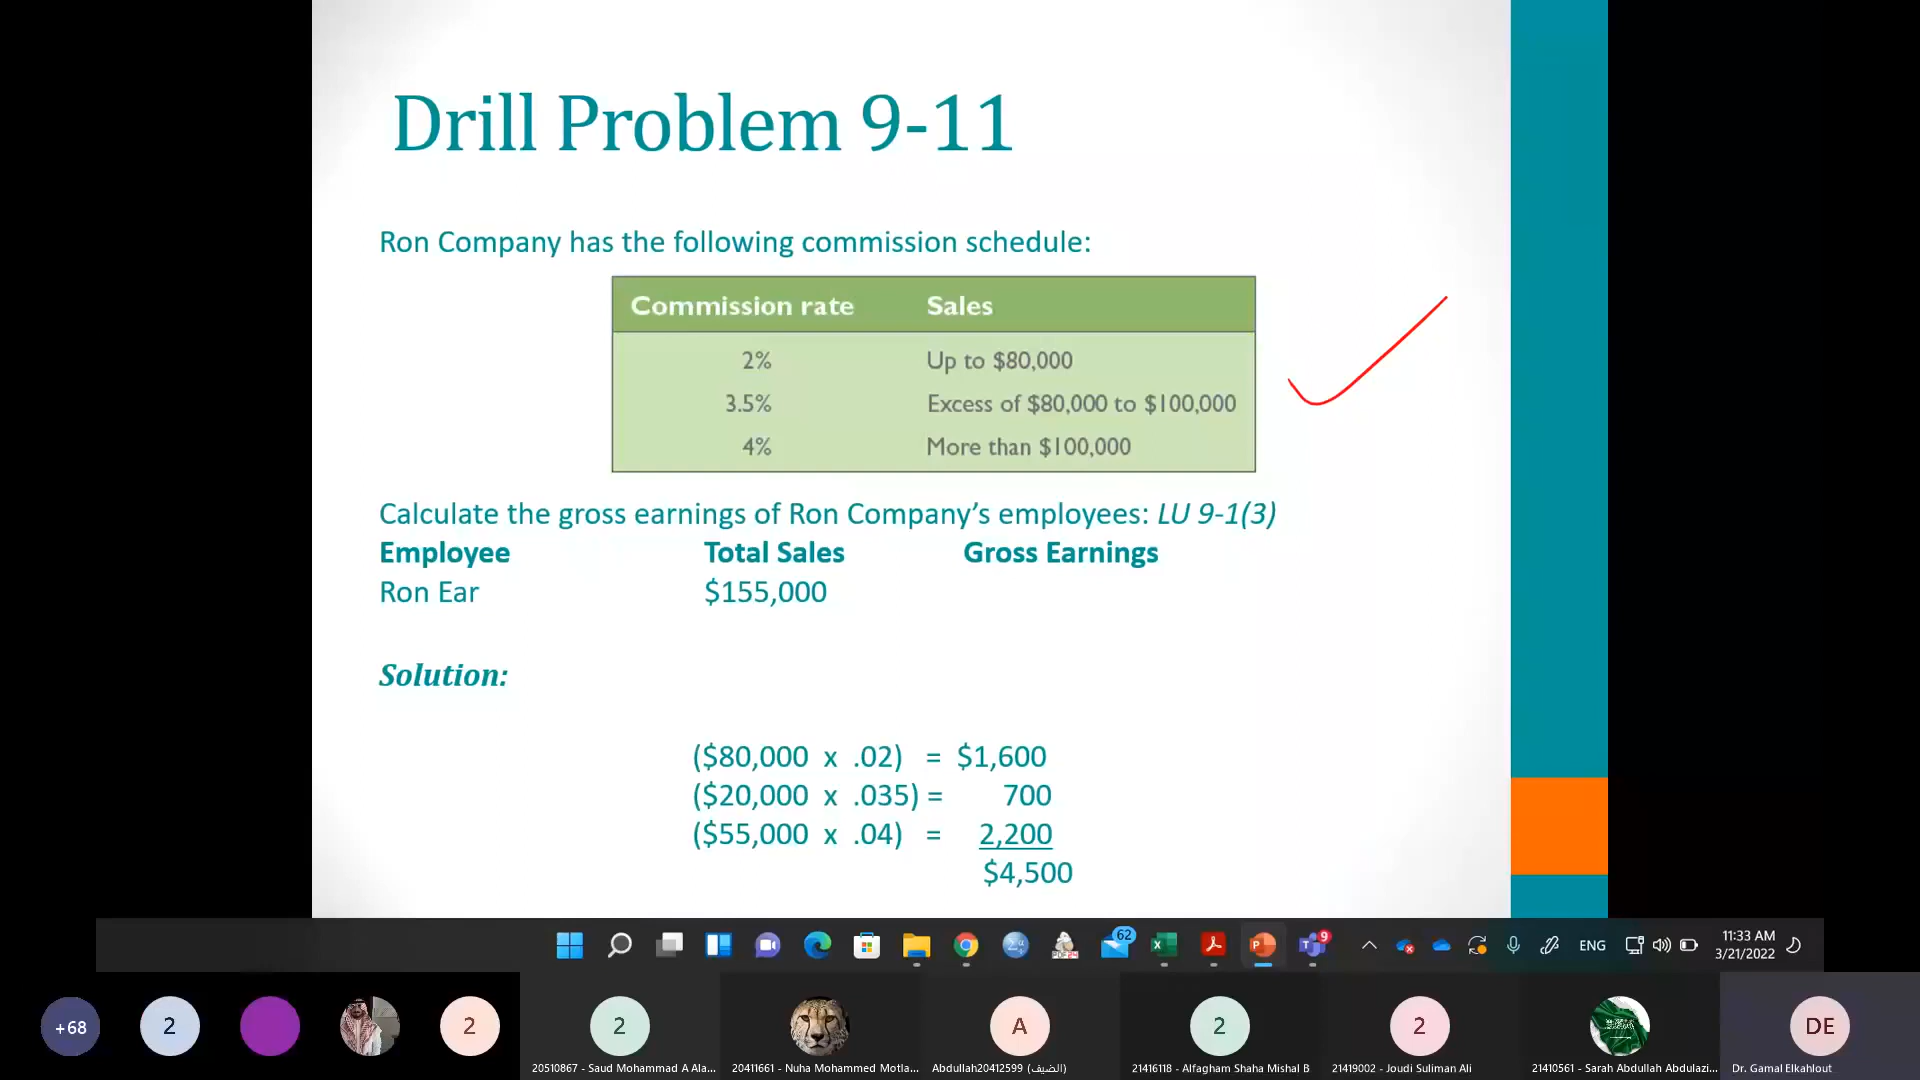 Drill Problem 9-11
Ron Company has the following commission schedule:
Commission rate Sales
2% Up to $80,000
3.5% Excess of $80,000 to $100,000
4% More than $100,000
Calculate the gross earnings of Ron Company’s employees: LU 9-1(3)
Employee Total Sales Gross Earnings
Ron Ear $155,000
Solution:
($80,000 x .02) = $1,600
($20,000 x .035) = 700
($55,000 x .04) = 2,200
$4,500
62
9
ENG
11:33 AM
3/21/2022
+68
2
2
2
A
2
2
DE
20510867 - Saud Mohammad A Ala...
20411661 - Nuha Mohammed Motla...
Abdullah20412599 (الضيف)
21416118 - Alfagham Shaha Mishal B
21419002 - Joudi Suliman Ali
21410561 - Sarah Abdullah Abdulazi...
Dr. Gamal Elkahlout